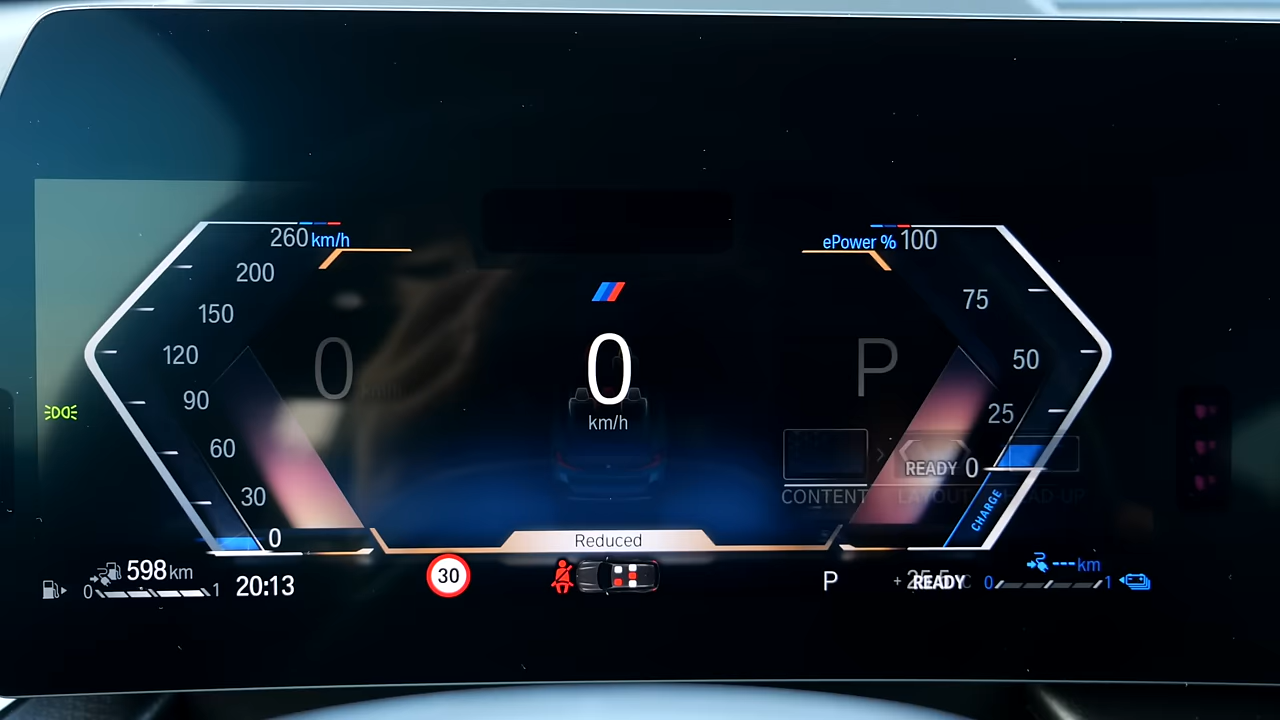 260 km/h
200
150
120
90
60
30
0
0
0
km/h
ePower % 100
75
50
25
0
P
READY
CONTENT
LAYOUT
CHARGE
Reduced
598 km
0 1
20:13
30
P
READY
--- km
0 1